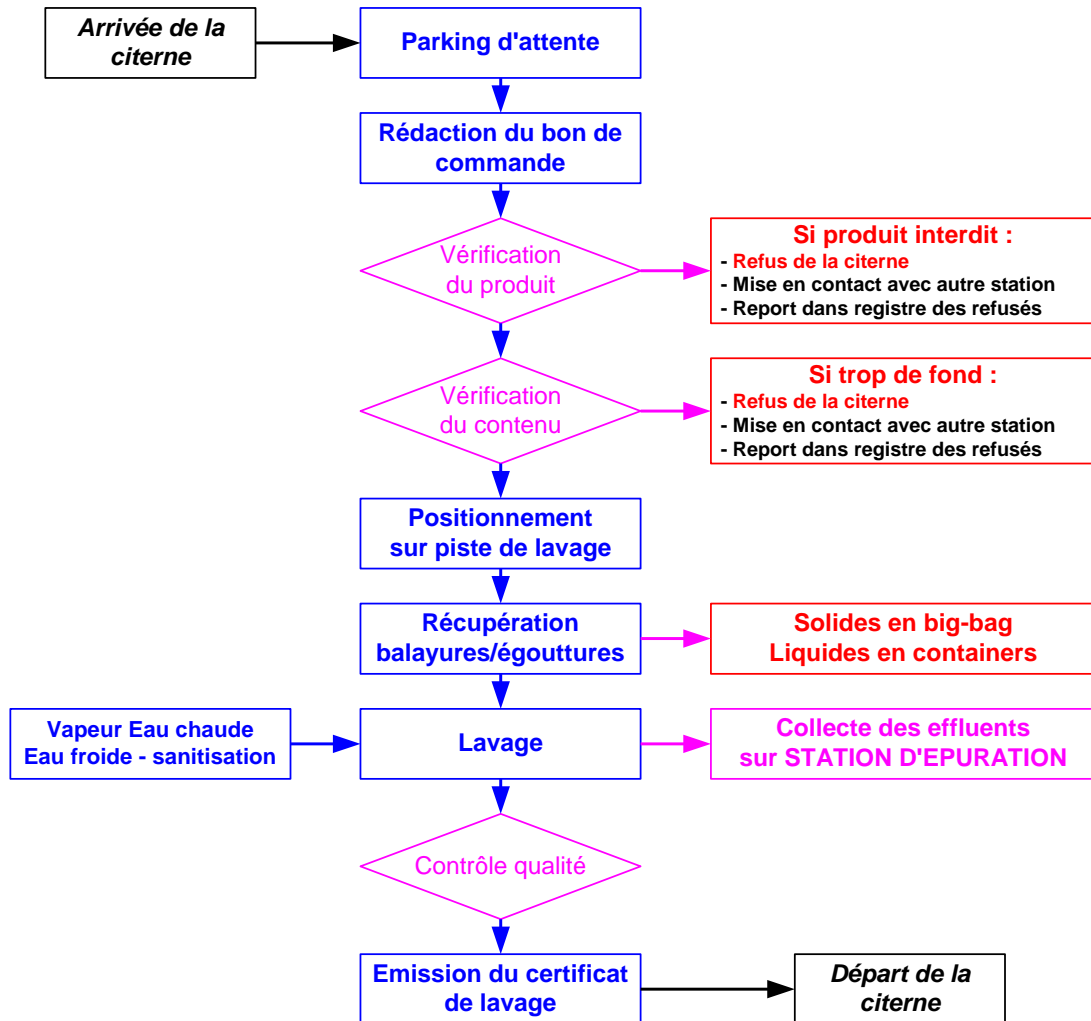 Arrivée de la
citerne
Parking d'attente
Rédaction du bon de
commande
Vérification
du produit
Si produit interdit :
- Refus de la citerne
- Mise en contact avec autre station
- Report dans registre des refusés
Vérification
du contenu
Si trop de fond :
- Refus de la citerne
- Mise en contact avec autre station
- Report dans registre des refusés
Positionnement
sur piste de lavage
Récupération
balayures/égouttures
Solides en big-bag
Liquides en containers
Vapeur Eau chaude
Eau froide - sanitisation
Lavage
Collecte des effluents
sur STATION D'EPURATION
Contrôle qualité
Emission du certificat
de lavage
Départ de la
citerne